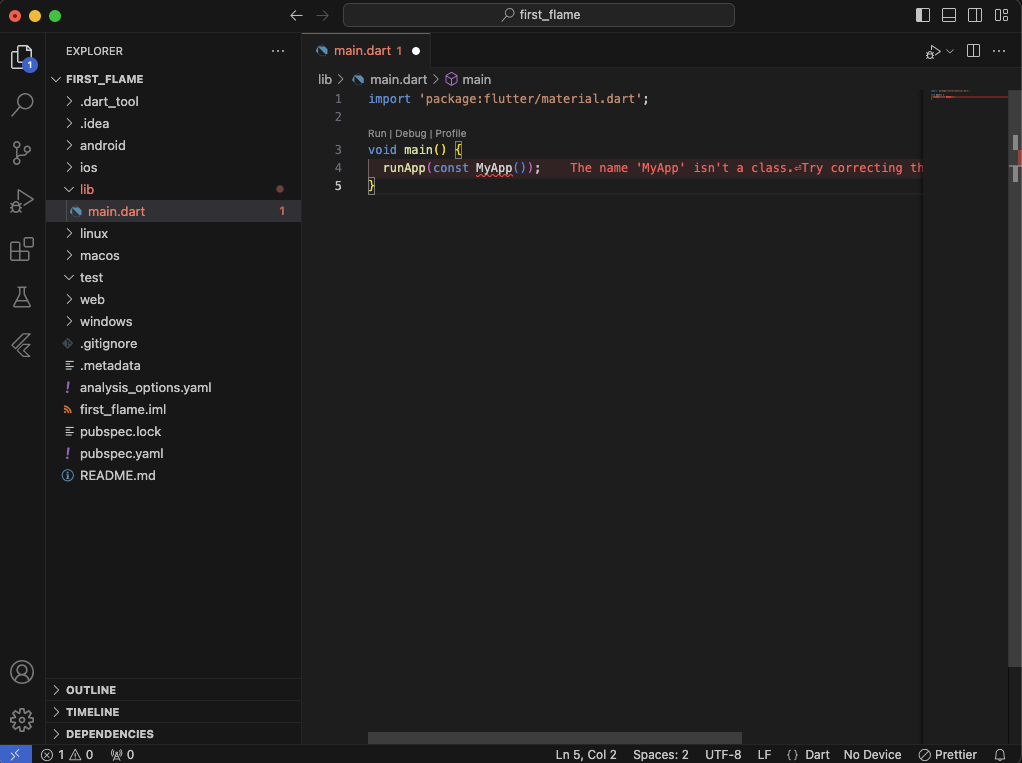 first_flame
1
EXPLORER
FIRST_FLAME
.dart_tool
.idea
android
ios
lib
main.dart 1
linux
macos
test
web
windows
.gitignore
.metadata
! analysis_options.yaml
first_flame.iml
pubspec.lock
! pubspec.yaml
README.md
OUTLINE
TIMELINE
DEPENDENCIES
main.dart 1
lib > main.dart > main
1 import 'package:flutter/material.dart';
2
Run | Debug | Profile
3 void main() {
4 runApp(const MyApp()); The name 'MyApp' isn't a class.⏎Try correcting th
5 }
1 0 0 Ln 5, Col 2 Spaces: 2 UTF-8 LF {} Dart No Device Prettier